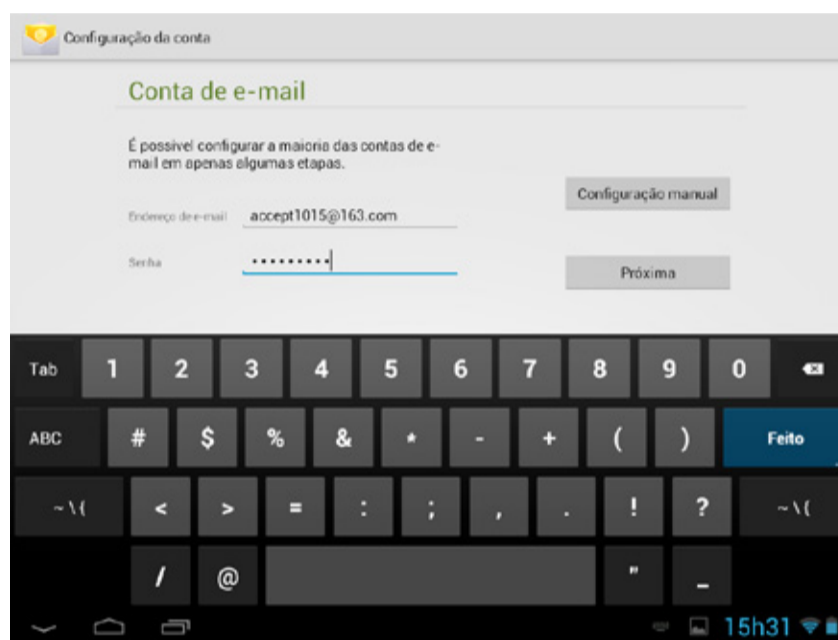 Configuração da conta
Conta de e-mail
É possível configurar a maioria das contas de e-
mail em apenas algumas etapas.
Configuração manual
Endereço de e-mail accept1015@163.com
Senha •••••••••
Próxima
Tab 1 2 3 4 5 6 7 8 9 0
ABC # $ % & * - + ( ) Feito
~ \ { < > = : ; , . ! ? ~ \ {
/ @ " _
15h31